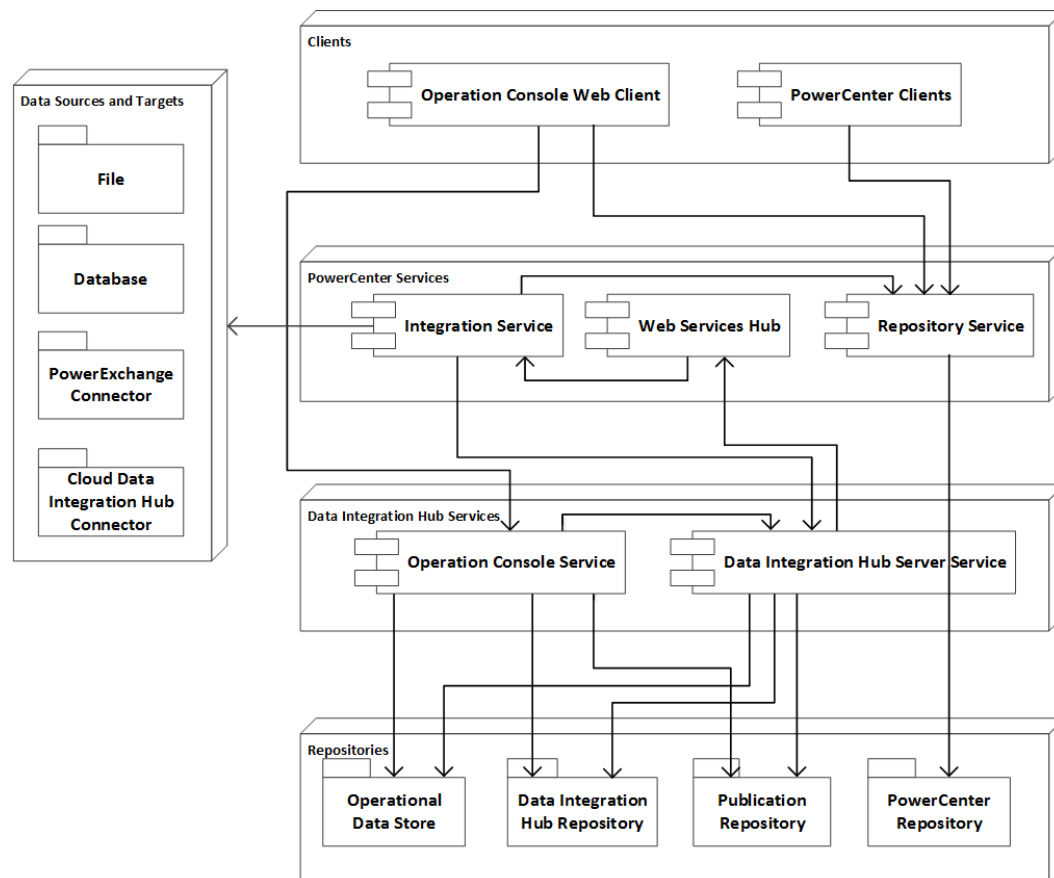 Clients
Operation Console Web Client
PowerCenter Clients
Data Sources and Targets
File
Database
PowerExchange
Connector
Cloud Data
Integration Hub
Connector
PowerCenter Services
Integration Service
Web Services Hub
Repository Service
Data Integration Hub Services
Operation Console Service
Data Integration Hub Server Service
Repositories
Operational
Data Store
Data Integration
Hub Repository
Publication
Repository
PowerCenter
Repository